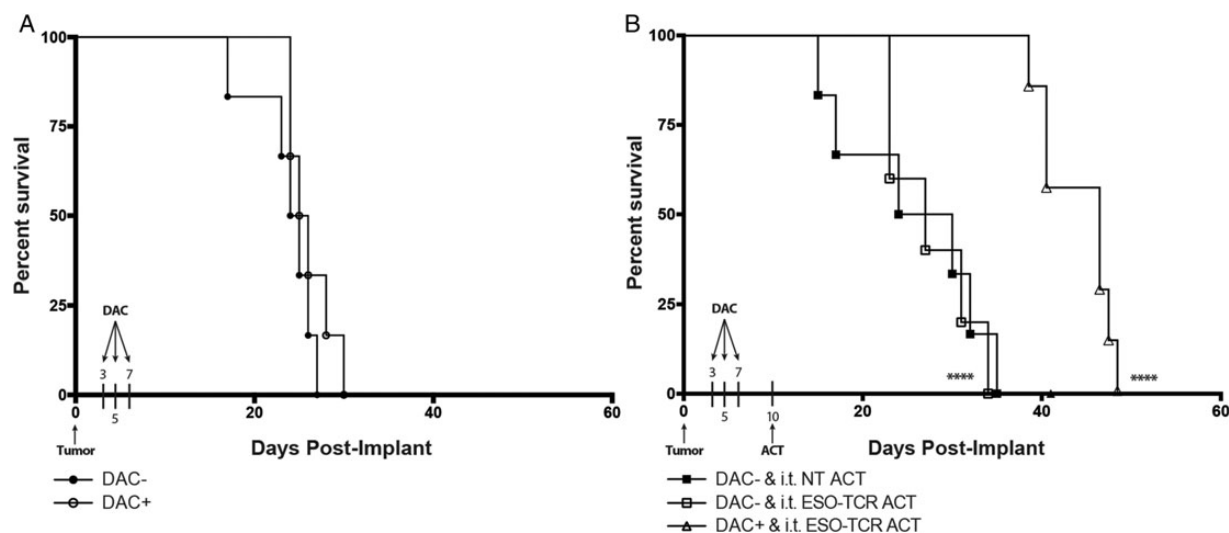 A
Percent survival
100
75
50
25
0
DAC
3 7
5
0 20 40 60
Tumor
Days Post-Implant
DAC-
DAC+
B
Percent survival
100
75
50
25
0
DAC
3 7
5 10
**** ****
0 20 40 60
Tumor ACT
Days Post-Implant
DAC- & i.t. NT ACT
DAC- & i.t. ESO-TCR ACT
DAC+ & i.t. ESO-TCR ACT